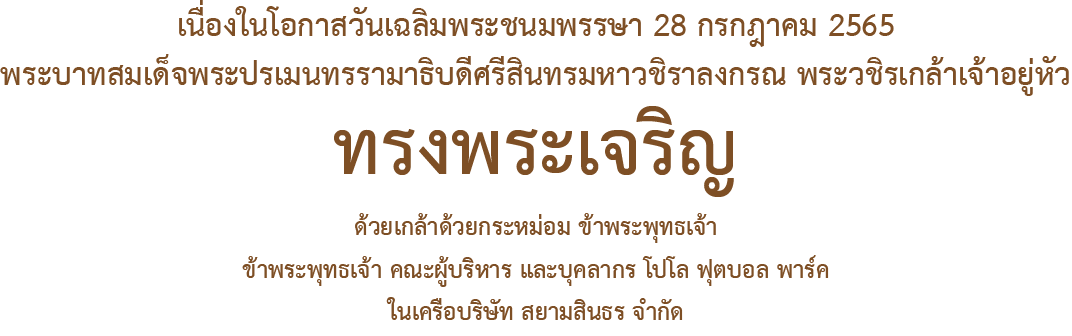 เนื่องในโอกาสวันเฉลิมพระชนมพรรษา 28 กรกฎาคม 2565
พระบาทสมเด็จพระปรเมนทรรามาธิบดีศรีสินทรมหาวชิราลงกรณ พระวชิรเกล้าเจ้าอยู่หัว
ทรงพระเจริญ
ด้วยเกล้าด้วยกระหม่อม ข้าพระพุทธเจ้า
ข้าพระพุทธเจ้า คณะผู้บริหาร และบุคลากร โปโล ฟุตบอล พาร์ค
ในเครือบริษัท สยามสินธร จำกัด